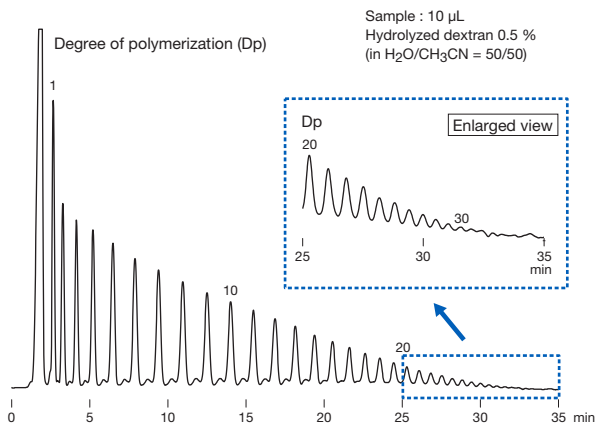 Sample : 10 µL
Hydrolyzed dextran 0.5 %
(in H2O/CH3CN = 50/50)
Degree of polymerization (Dp)
1
Dp
Enlarged view
20
30
25 30 35
min
10
20
0 5 10 15 20 25 30 35 min